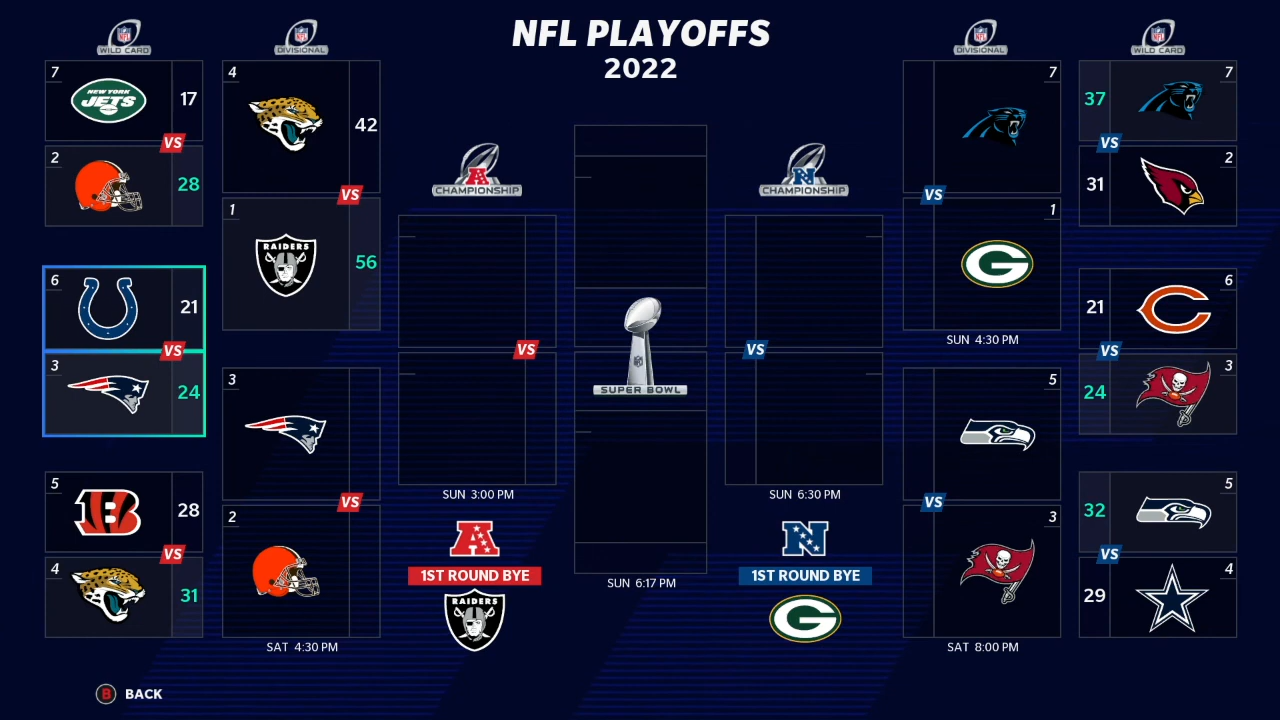 NFL PLAYOFFS
2022
WILD CARD
DIVISIONAL
DIVISIONAL
WILD CARD
7
NEW YORK
JETS
17
VS
2
28
6
21
VS
3
24
5
B
28
VS
4
31
4
42
VS
1
RAIDERS
56
3
VS
2
SAT 4:30 PM
A
CHAMPIONSHIP
VS
SUN 3:00 PM
A
1ST ROUND BYE
RAIDERS
NFL
SUPER BOWL
SUN 6:17 PM
N
CHAMPIONSHIP
VS
SUN 6:30 PM
N
1ST ROUND BYE
G
7
VS
1
G
SUN 4:30 PM
5
VS
3
SAT 8:00 PM
37
7
VS
31
2
21
C
6
VS
24
3
32
5
VS
29
4
B BACK